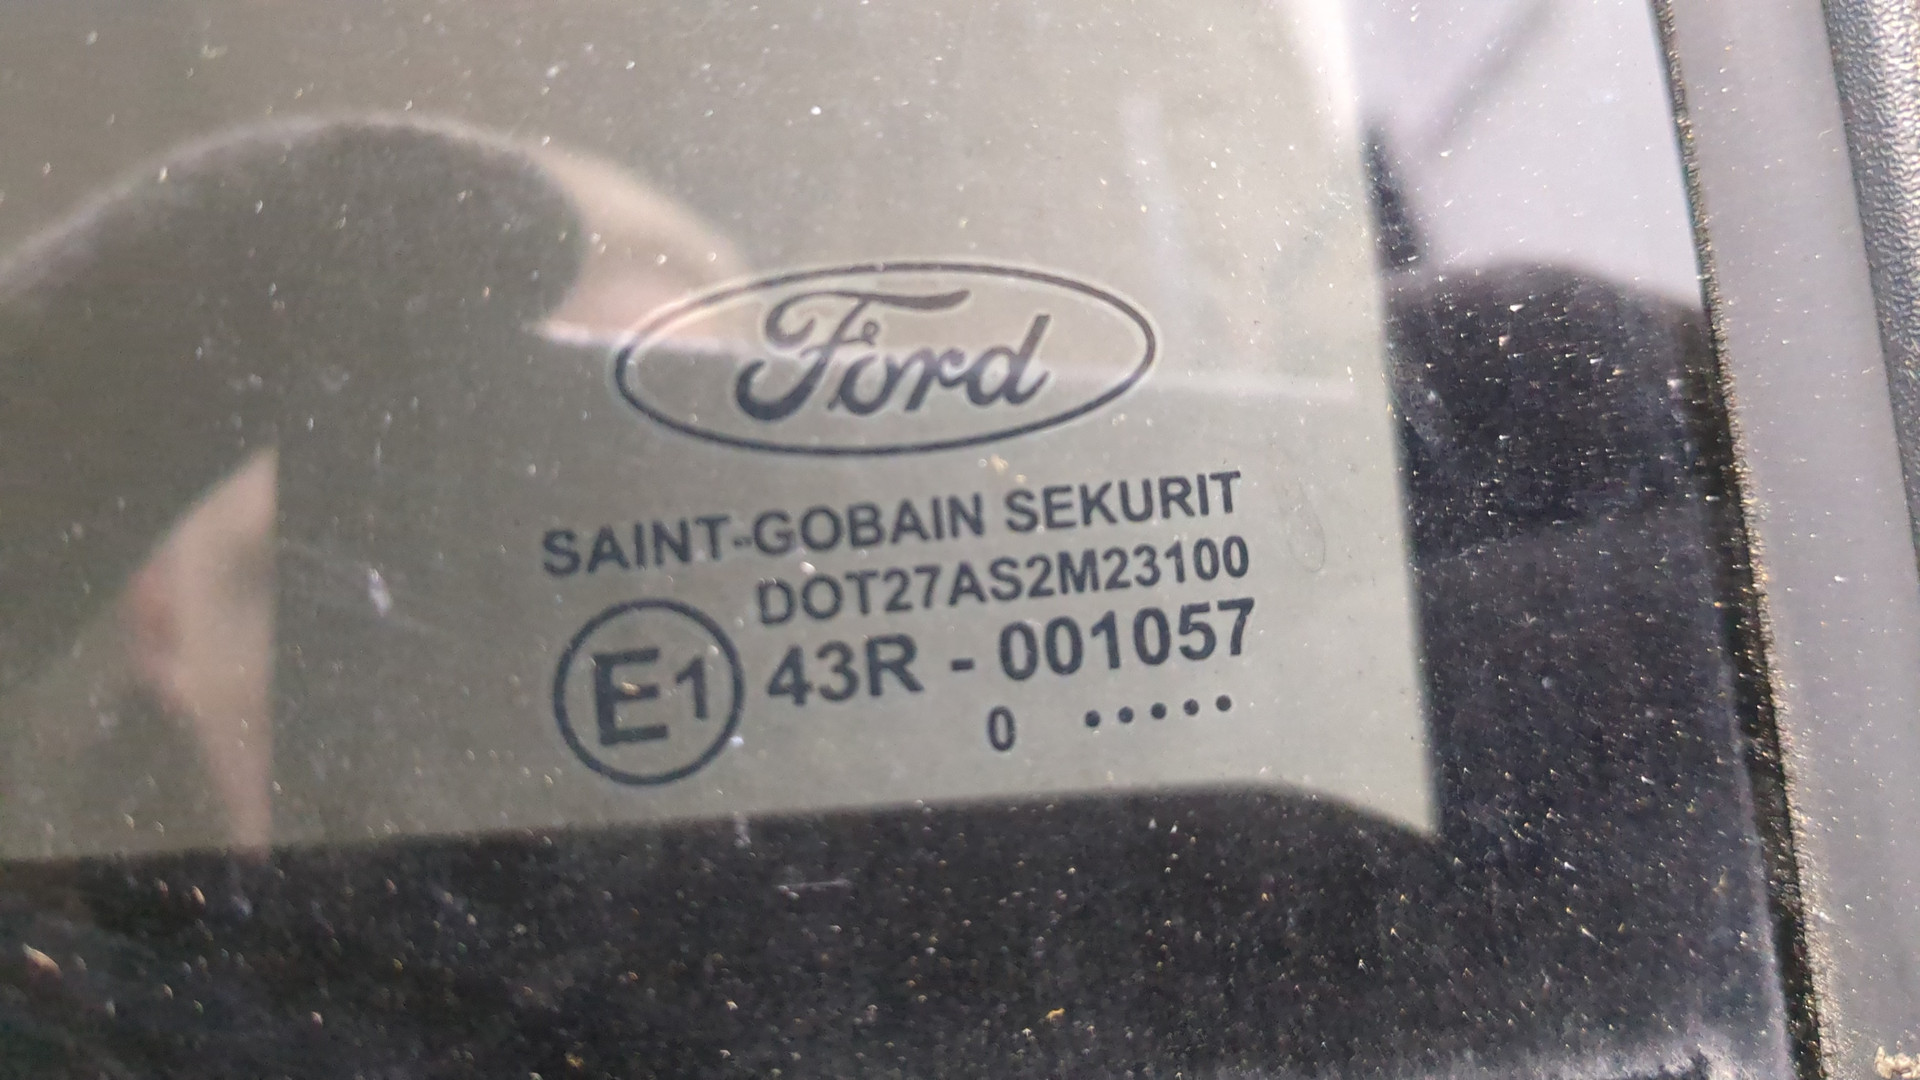 Ford
SAINT-GOBAIN SEKURIT
DOT27AS2M23100
E1 43R - 001057
0 •••••